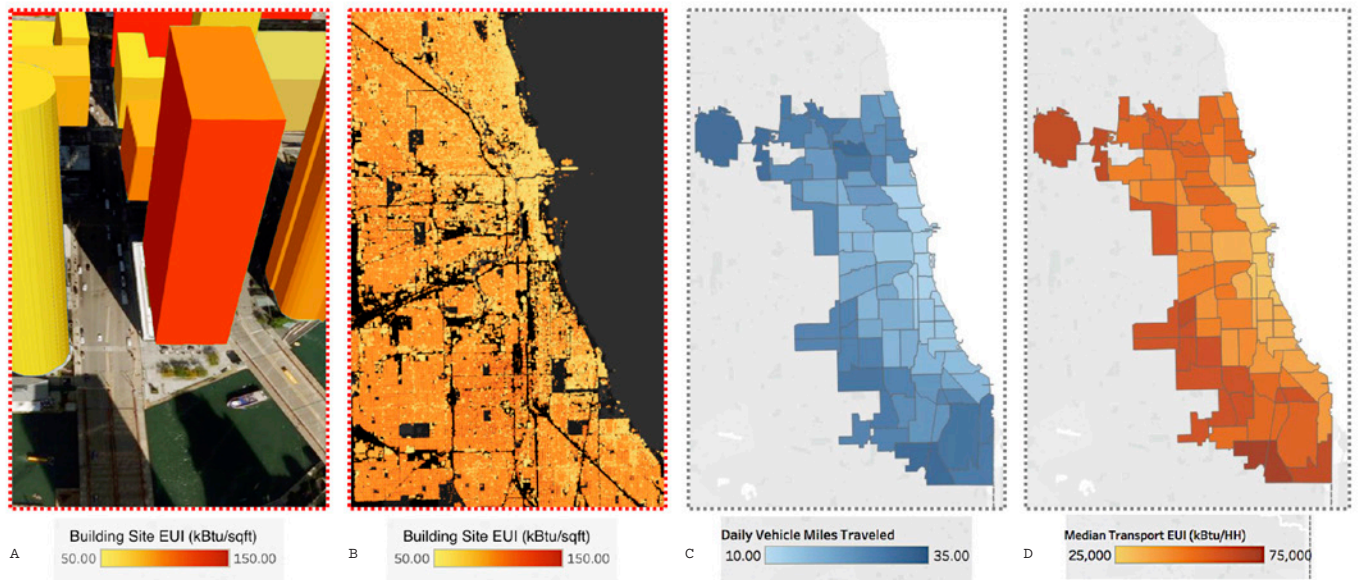 Building Site EUI (kBtu/sqft)
A 50.00 150.00
Building Site EUI (kBtu/sqft)
B 50.00 150.00
Daily Vehicle Miles Traveled
C 10.00 35.00
Median Transport EUI (kBtu/HH)
D 25,000 75,000